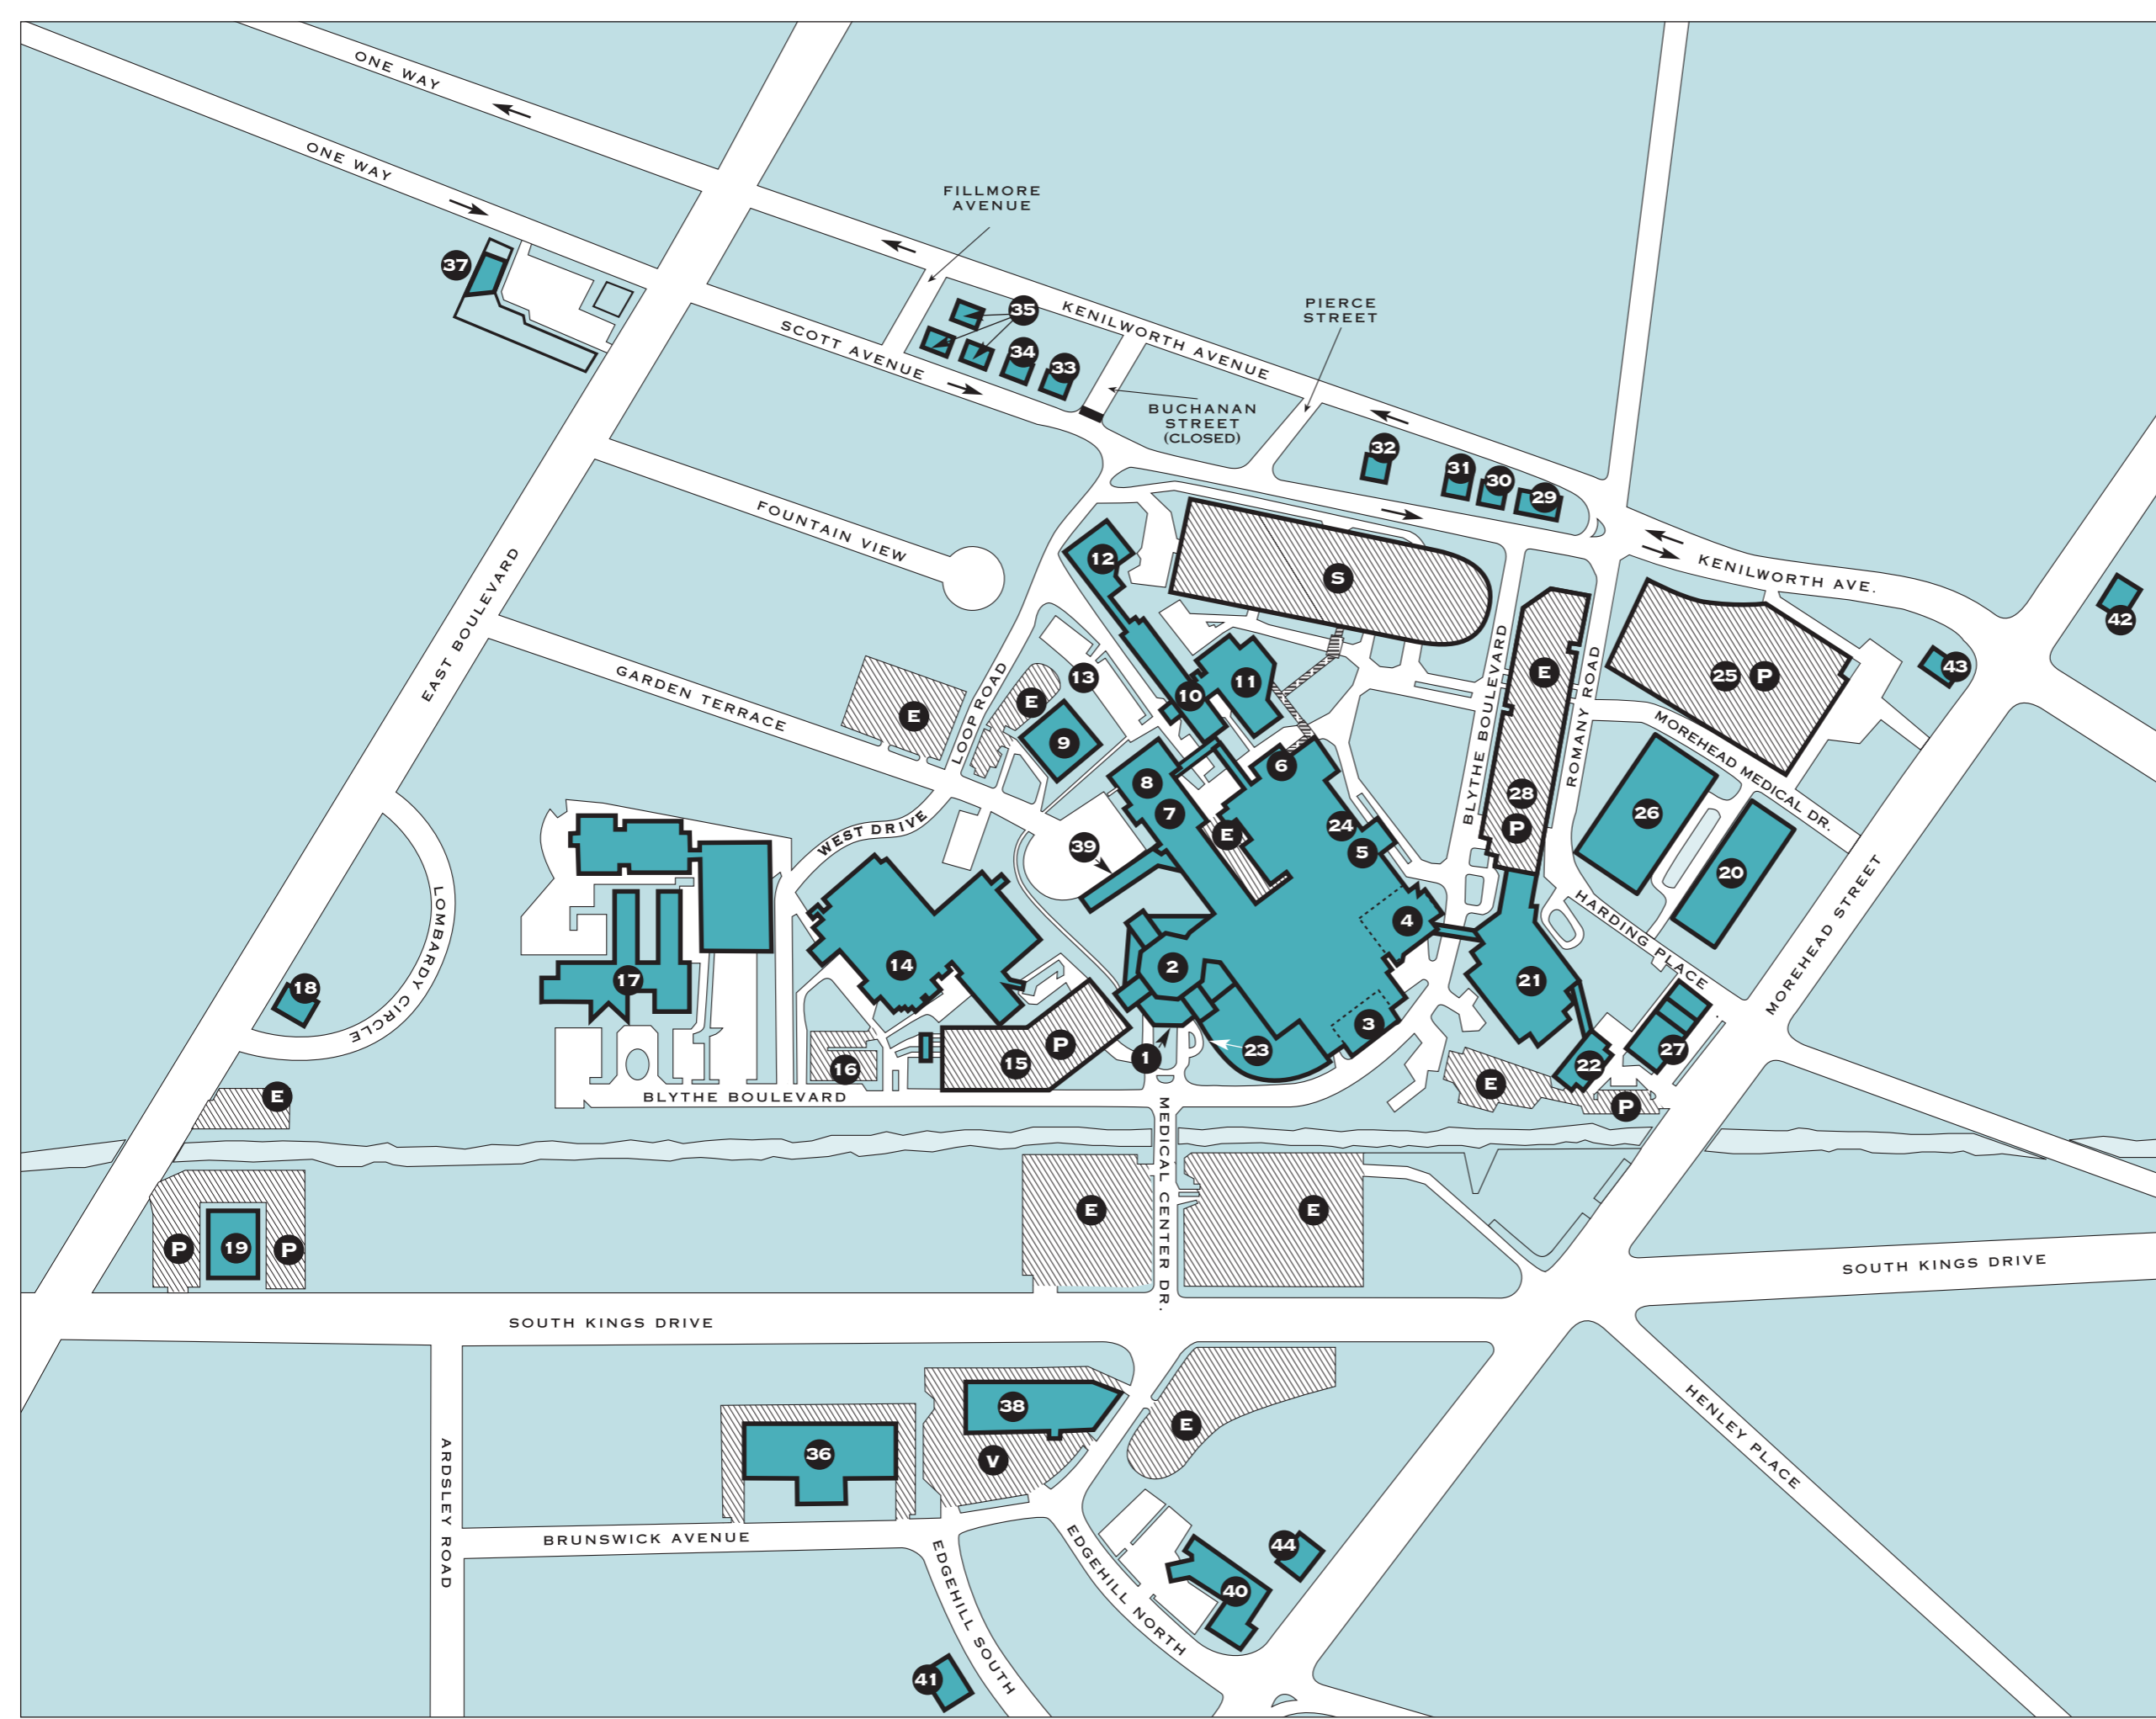 ONE WAY
ONE WAY
FILLMORE
AVENUE
37
35
KENILWORTH AVENUE
PIERCE
STREET
SCOTT AVENUE
34
33
BUCHANAN
STREET
(CLOSED)
32
31
30
29
FOUNTAIN VIEW
12
S
KENILWORTH AVE.
42
43
EAST BOULEVARD
GARDEN TERRACE
E
LOOP ROAD
E
13
10
11
9
BLYTHE BOULEVARD
E
ROMANY ROAD
25
P
MOREHEAD MEDICAL DR.
8
7
6
E
24
5
39
28
P
26
20
WEST DRIVE
LOMBARDY CIRCLE
4
HARDING PLACE
MOREHEAD STREET
18
17
14
2
21
3
1
23
15
P
16
22
27
E
P
E
BLYTHE BOULEVARD
MEDICAL CENTER DR.
E
E
P
19
P
SOUTH KINGS DRIVE
SOUTH KINGS DRIVE
HENLEY PLACE
38
V
E
36
ARDSLEY ROAD
BRUNSWICK AVENUE
EDGEHILL SOUTH
EDGEHILL NORTH
44
40
41